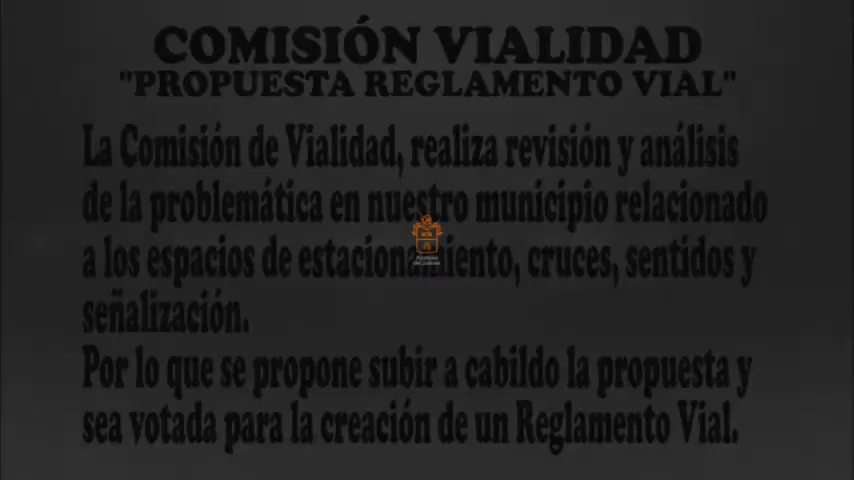 COMISIÓN VIALIDAD
"PROPUESTA REGLAMENTO VIAL"
La Comisión de Vialidad, realiza revisión y análisis
de la problemática en nuestro municipio relacionado
a los espacios de estacionamiento, cruces, sentidos y
señalización.
Por lo que se propone subir a cabildo la propuesta y
sea votada para la creación de un Reglamento Vial.